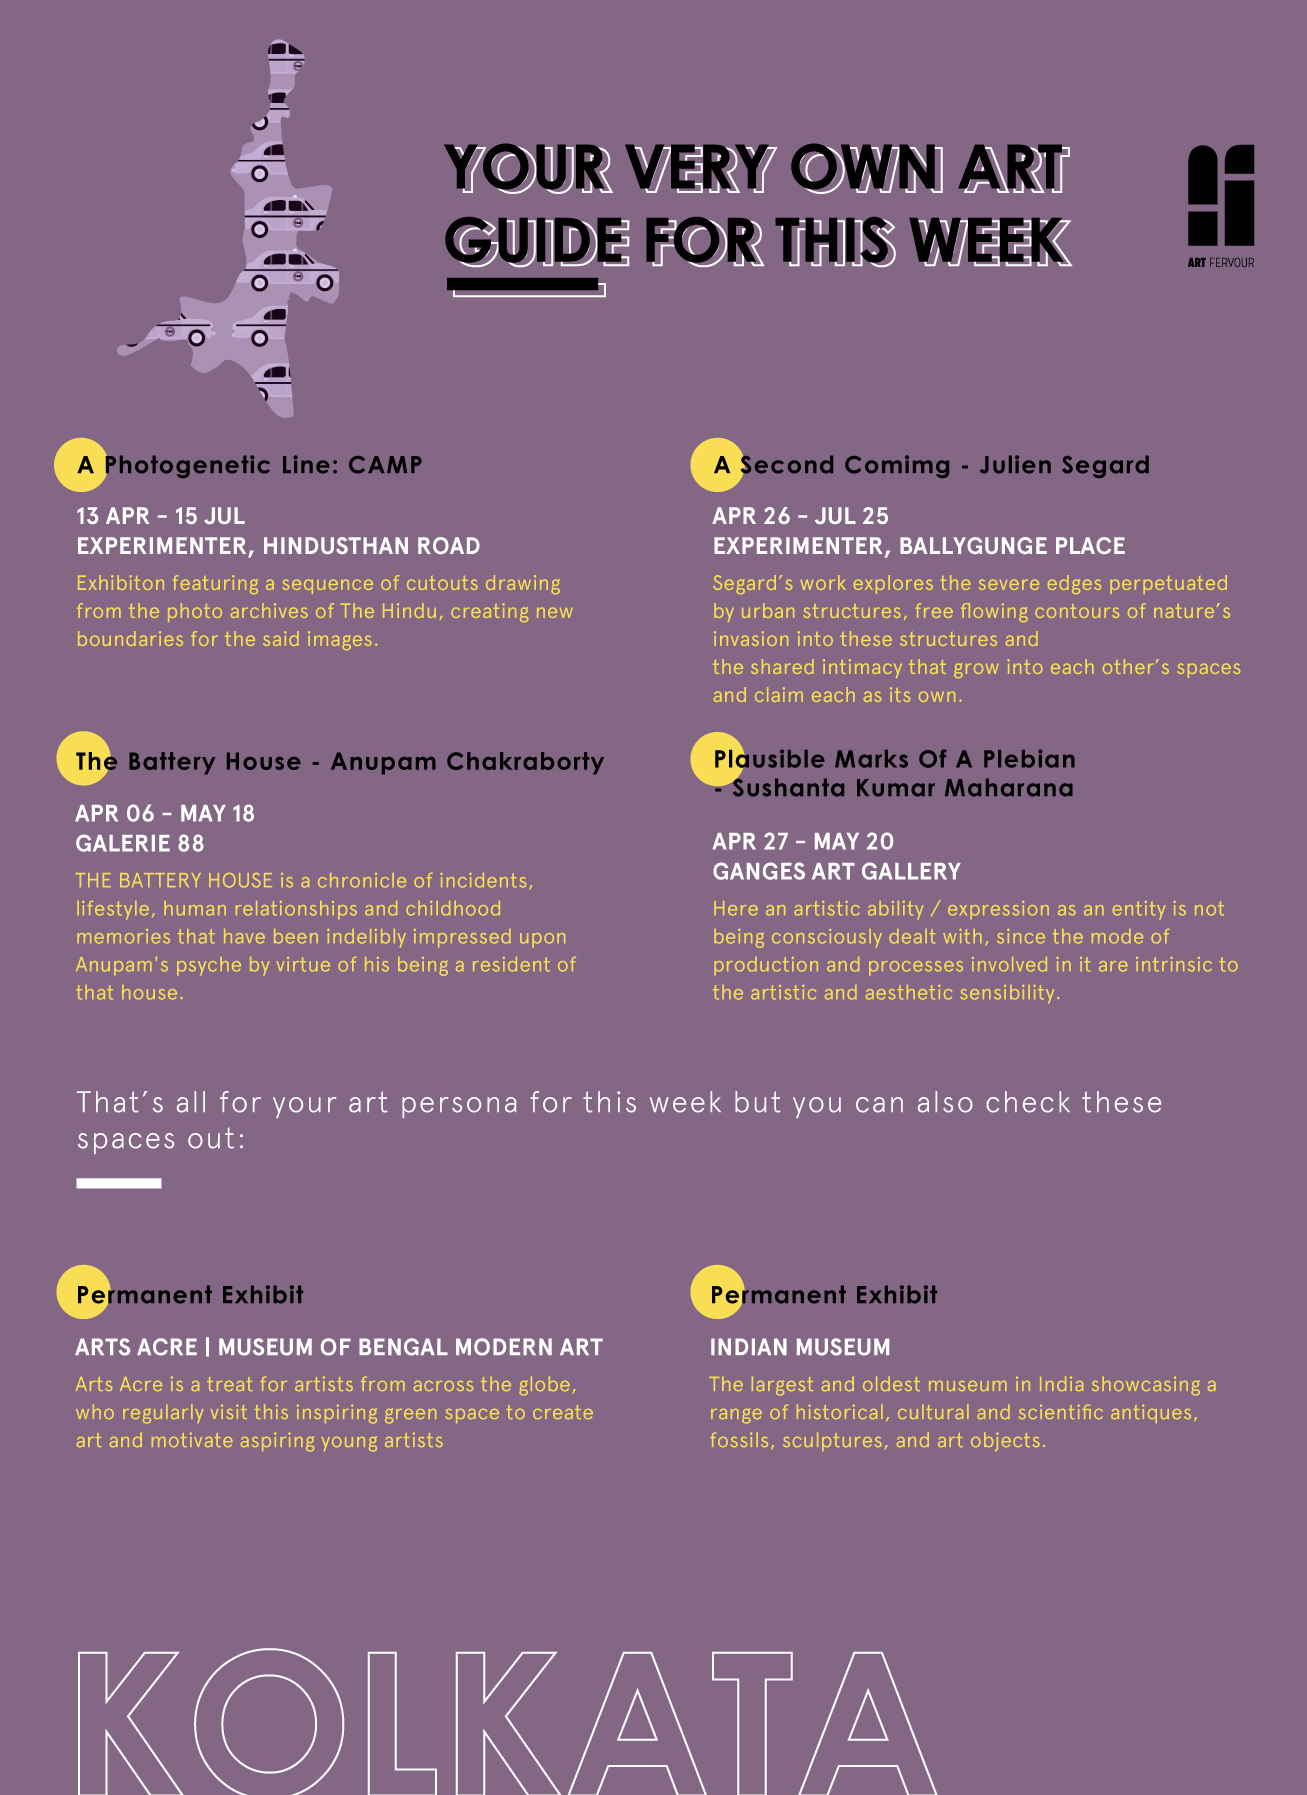 YOUR VERY OWN ART
GUIDE FOR THIS WEEK
ART FERVOUR
A Photogenetic Line: CAMP
13 APR - 15 JUL
EXPERIMENTER, HINDUSTHAN ROAD
Exhibiton featuring a sequence of cutouts drawing
from the photo archives of The Hindu, creating new
boundaries for the said images.
A Second Comimg - Julien Segard
APR 26 - JUL 25
EXPERIMENTER, BALLYGUNGE PLACE
Segard's work explores the severe edges perpetuated
by urban structures, free flowing contours of nature's
invasion into these structures and
the shared intimacy that grow into each other's spaces
and claim each as its own.
The Battery House - Anupam Chakraborty
APR 06 - MAY 18
GALERIE 88
THE BATTERY HOUSE is a chronicle of incidents,
lifestyle, human relationships and childhood
memories that have been indelibly impressed upon
Anupam's psyche by virtue of his being a resident of
that house.
Plausible Marks Of A Plebian
- Sushanta Kumar Maharana
APR 27 - MAY 20
GANGES ART GALLERY
Here an artistic ability / expression as an entity is not
being consciously dealt with, since the mode of
production and processes involved in it are intrinsic to
the artistic and aesthetic sensibility.
That's all for your art persona for this week but you can also check these
spaces out:
Permanent Exhibit
ARTS ACRE | MUSEUM OF BENGAL MODERN ART
Arts Acre is a treat for artists from across the globe,
who regularly visit this inspiring green space to create
art and motivate aspiring young artists
Permanent Exhibit
INDIAN MUSEUM
The largest and oldest museum in India showcasing a
range of historical, cultural and scientific antiques,
fossils, sculptures, and art objects.
KOLKATA